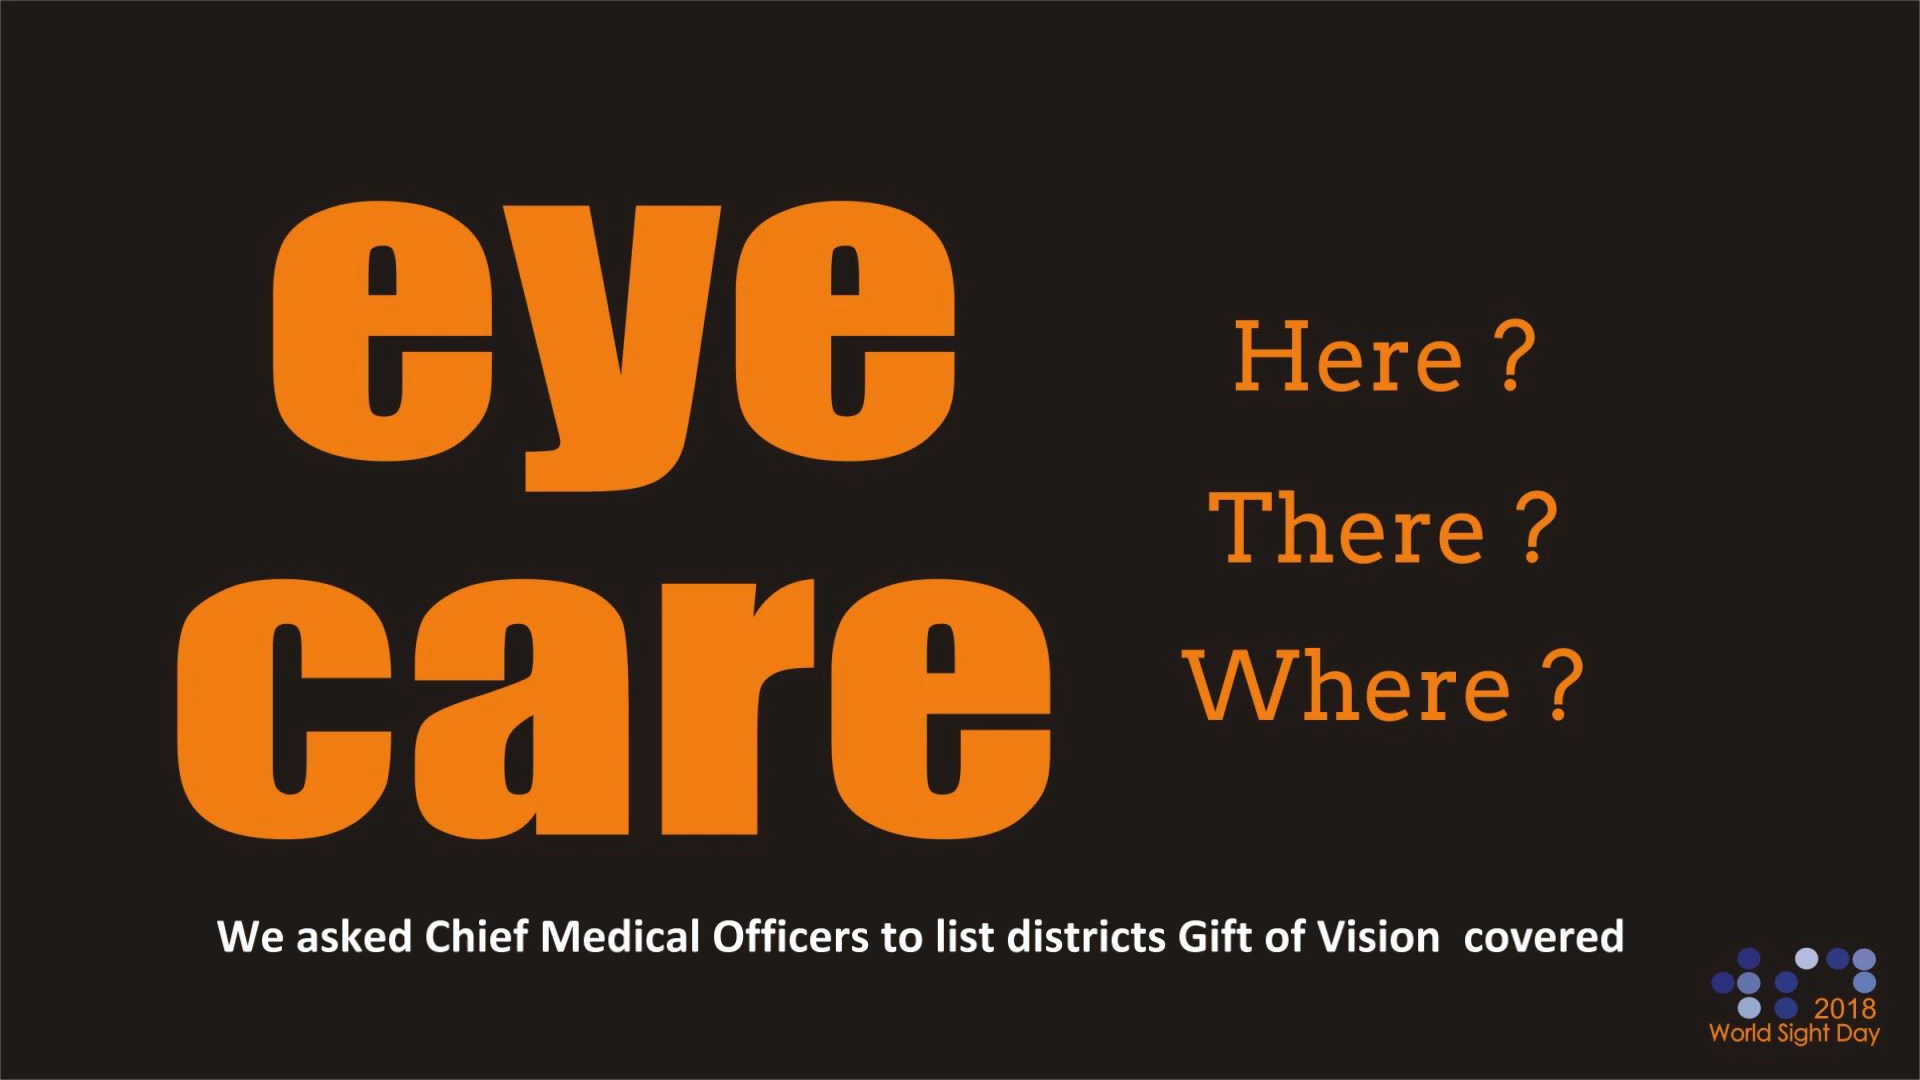 eye
care
Here ?
There ?
Where ?
We asked Chief Medical Officers to list districts Gift of Vision  covered
2018
World Sight Day